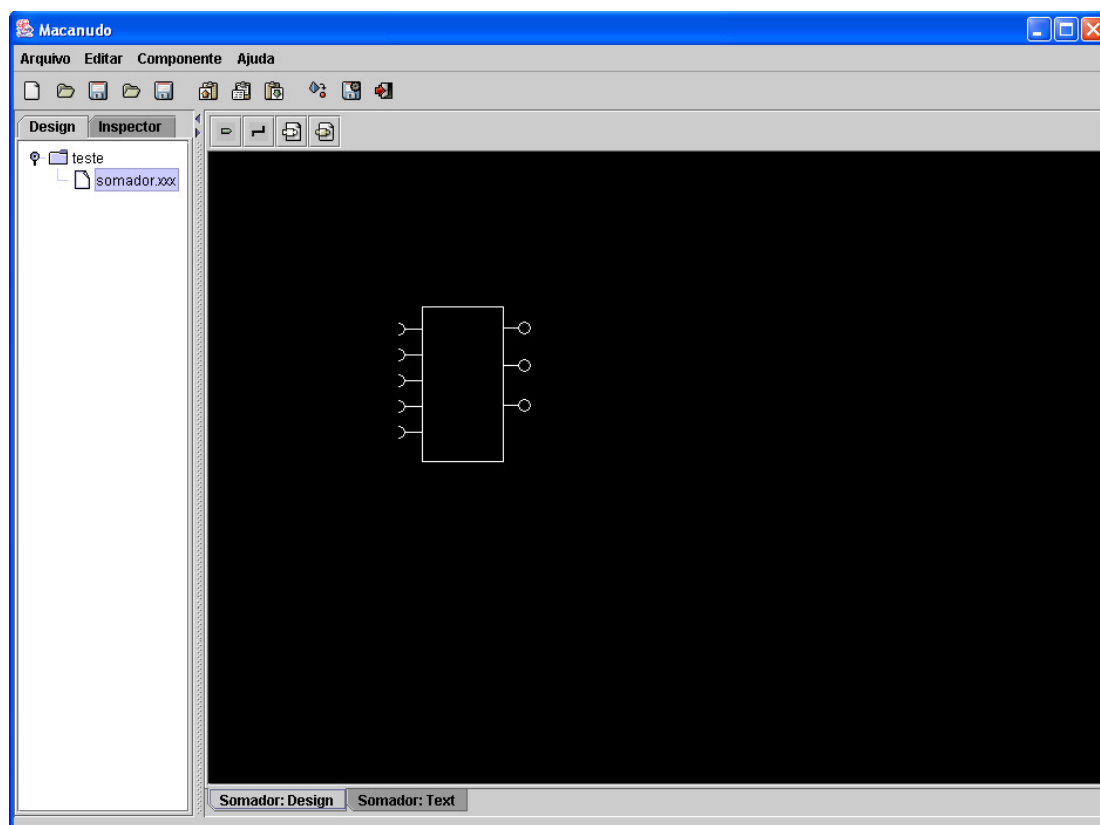 Macanudo
Arquivo Editar Componente Ajuda
Design Inspector
teste
somador.xxx
Somador: Design Somador: Text